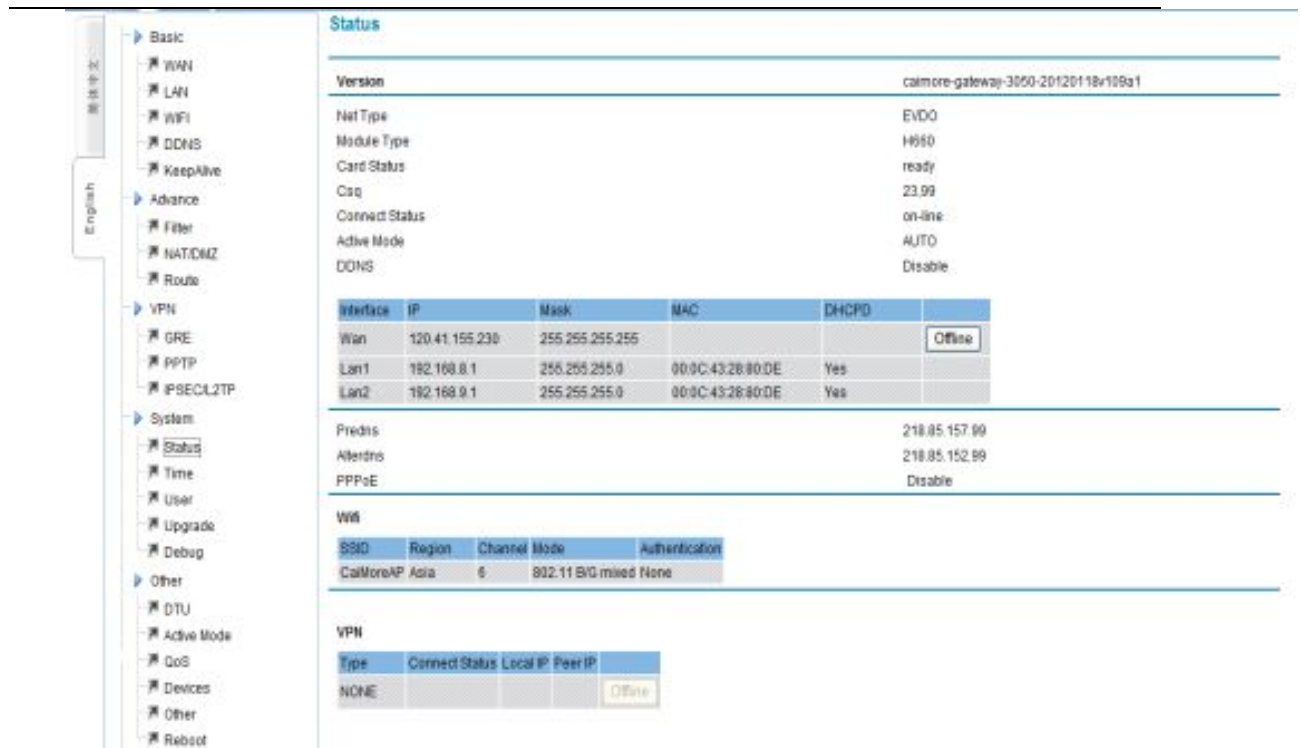 简体中文
English
Basic
WAN
LAN
WIFI
DDNS
KeepAlive
Advance
Filter
NAT/DMZ
Route
VPN
GRE
PPTP
IPSEC/L2TP
System
Status
Time
User
Upgrade
Debug
Other
DTU
Active Mode
QoS
Devices
Other
Reboot
Status
Version caimore-gateway-3050-20120118v109a1
Net Type EVDO
Module Type H660
Card Status ready
Csq 23,99
Connect Status on-line
Active Mode AUTO
DDNS Disable
Interface IP Mask MAC DHCPD
Wan 120.41.155.230 255.255.255.255 Offline
Lan1 192.168.8.1 255.255.255.0 00:0C:43:28:80:DE Yes
Lan2 192.168.9.1 255.255.255.0 00:0C:43:28:80:DE Yes
Predns 218.85.157.99
Alterdns 218.85.152.99
PPPoE Disable
Wifi
SSID Region Channel Mode Authentication
CaiMoreAP Asia 6 802.11 B/G mixed None
VPN
Type Connect Status Local IP Peer IP
NONE Offline